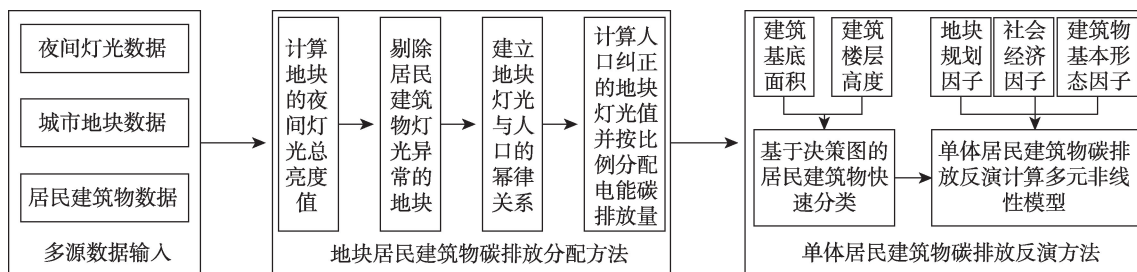 夜间灯光数据
城市地块数据
居民建筑物数据
多源数据输入
计算
地块
的夜
间灯
光总
亮度
值
剔除
居民
建筑
物灯
光异
常的
地块
建立
地块
灯光
与人
口的
幂律
关系
计算人
口纠正
的地块
灯光值
并按比
例分配
电能碳
排放量
地块居民建筑物碳排放分配方法
建筑
基底
面积
建筑
楼层
高度
地块
规划
因子
社会
经济
因子
建筑物
基本形
态因子
基于决策图的
居民建筑物快
速分类
单体居民建筑物碳排
放反演计算多元非线
性模型
单体居民建筑物碳排放反演方法